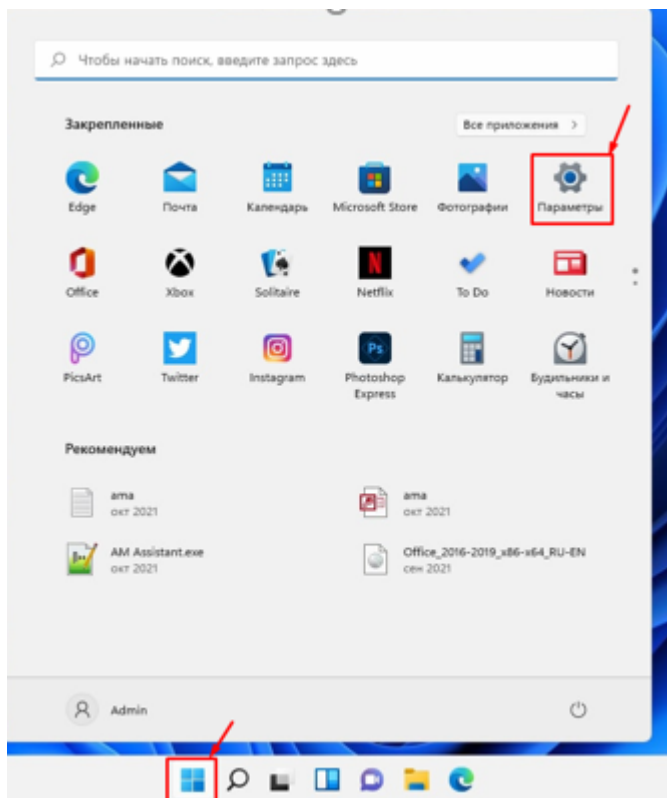 Чтобы начать поиск, введите запрос здесь
Закрепленные
Все приложения >
Edge
Почта
Календарь
Microsoft Store
Фотографии
Параметры
Office
Xbox
Solitaire
Netflix
To Do
Новости
PicsArt
Twitter
Instagram
Photoshop
Express
Калькулятор
Будильники и
часы
Рекомендуем
ama
окт 2021
ama
окт 2021
AM Assistant.exe
окт 2021
Office_2016-2019_x86-x64_RU-EN
сен 2021
Admin